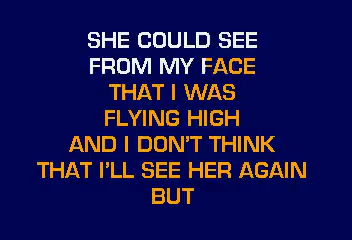 SHE COULD SEE
FROM MY FACE
THAT I WAS
FLYING HIGH
AND I DON'T THINK
THAT I'LL SEE HER AGAIN
BUT